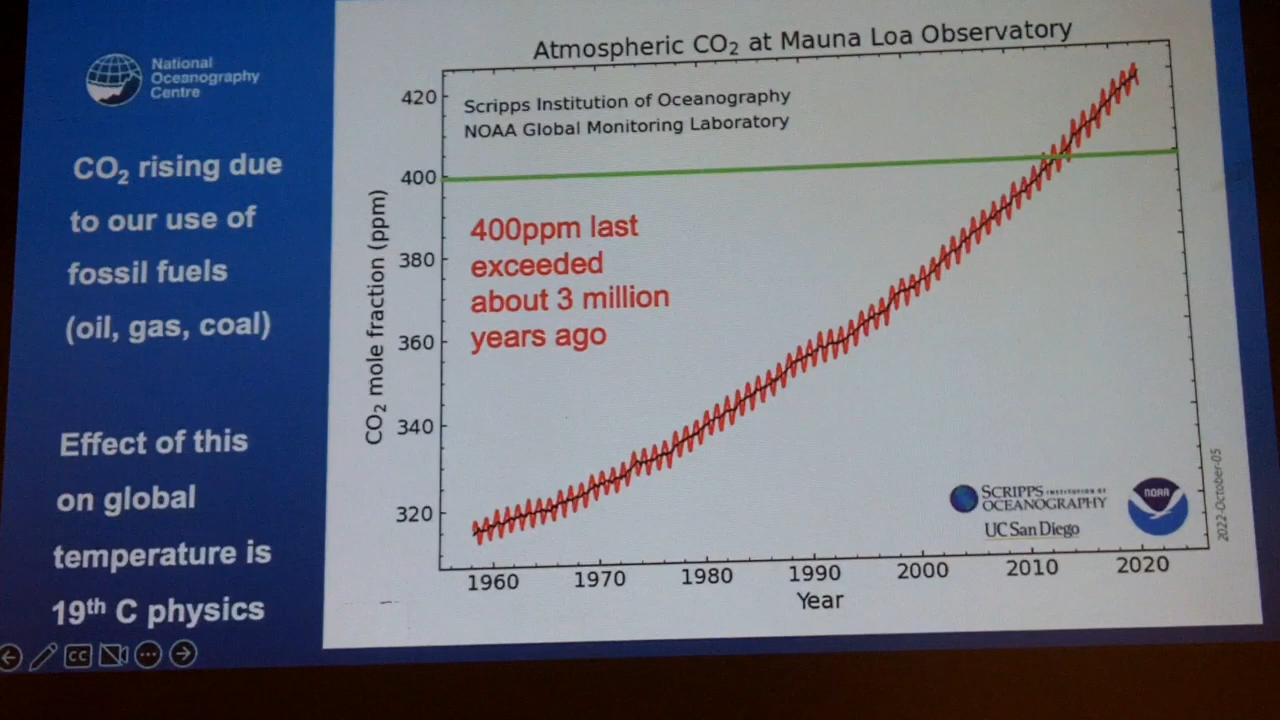 National
Oceanography
Centre
CO₂ rising due
to our use of
fossil fuels
(oil, gas, coal)
Effect of this
on global
temperature is
19th C physics
CC
Atmospheric CO₂ at Mauna Loa Observatory
Scripps Institution of Oceanography
NOAA Global Monitoring Laboratory
400ppm last
exceeded
about 3 million
years ago
CO₂ mole fraction (ppm)
420
400
380
360
340
320
1960 1970 1980 1990 2000 2010 2020
Year
SCRIPPS INSTITUTION OF
OCEANOGRAPHY
UC San Diego
NOAA
2022-October-05